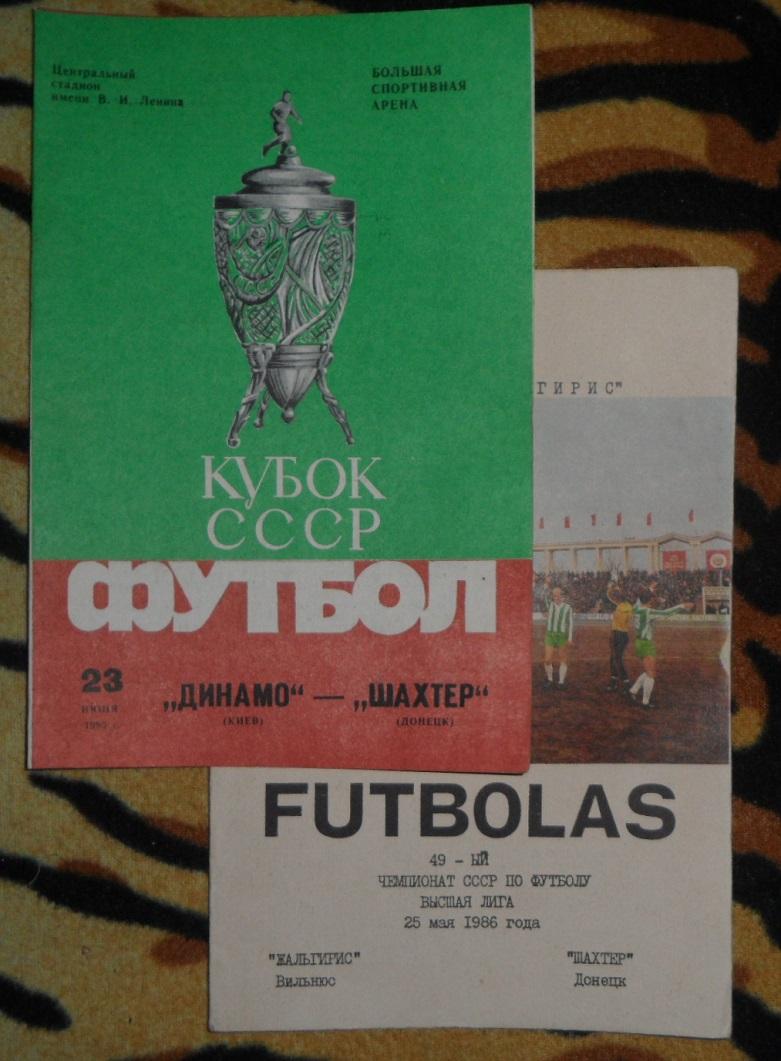 Центральный
стадион
имени В. И. Ленина
БОЛЬШАЯ
СПОРТИВНАЯ
АРЕНА
КУБОК
СССР
ФУТБОЛ
23
июня
„ДИНАМО“ — „ШАХТЕР“
(КИЕВ)
(ДОНЕЦК)
ГИРИС"
FUTBOLAS
49 - ЫЙ
ЧЕМПИОНАТ СССР ПО ФУТБОЛУ
ВЫСШАЯ ЛИГА
25 мая 1986 года
"ЖАЛЬГИРИС"
Вильнюс
"ШАХТЕР"
Донецк